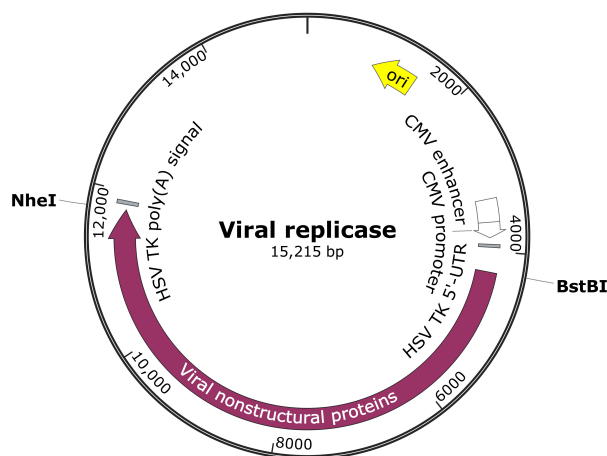 14,000
ori
2000
CMV enhancer
CMV promoter
4000
HSV TK 5'-UTR
BstBI
6000
Viral nonstructural proteins
8000
10,000
12,000
NheI
HSV TK poly(A) signal
Viral replicase
15,215 bp